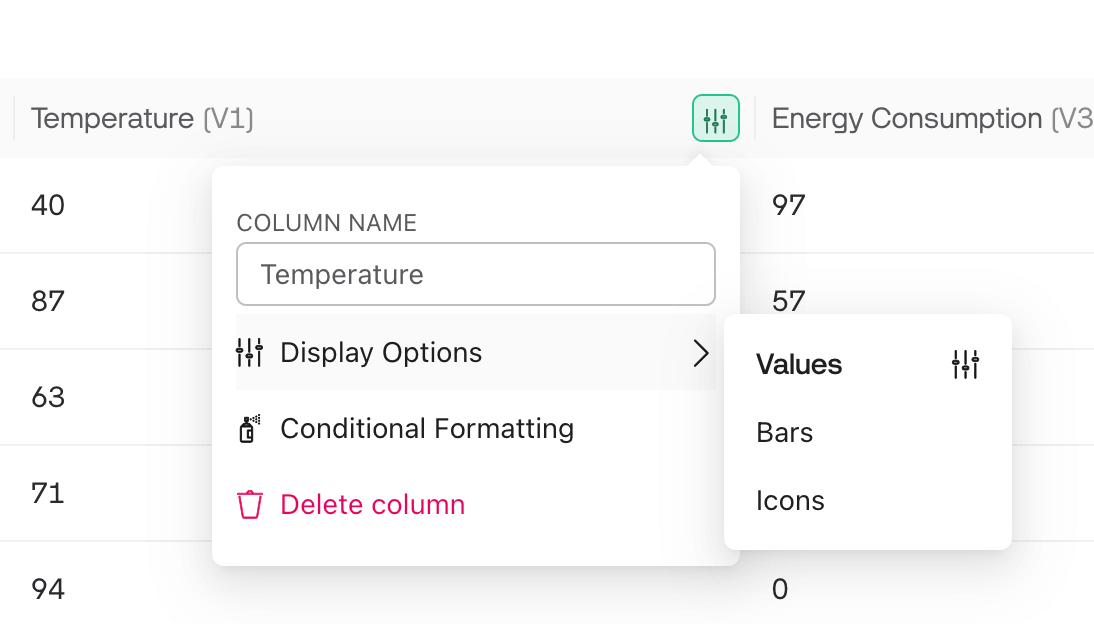 Temperature (V1) Energy Consumption (V3
40 97
COLUMN NAME
Temperature
87 57
Display Options
Values
63
Conditional Formatting
Bars
71
Delete column
Icons
94 0